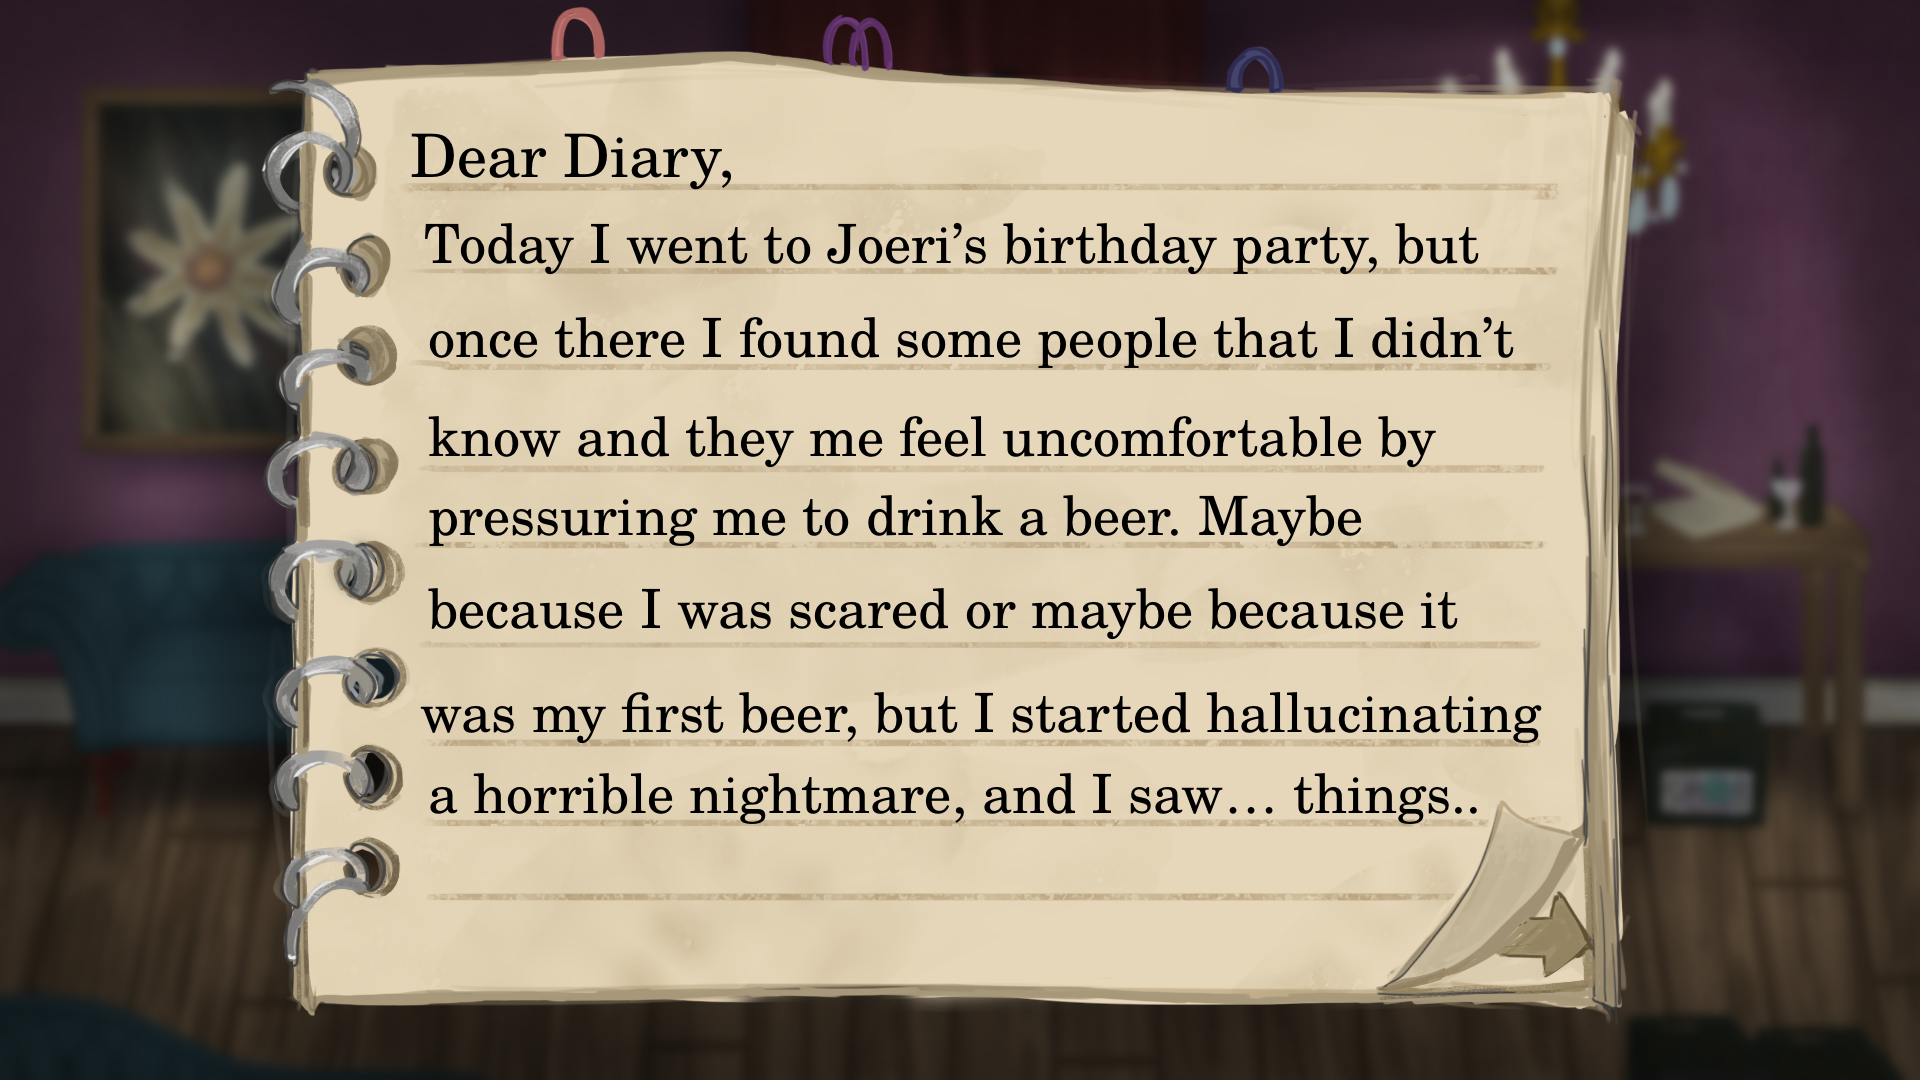 Dear Diary,
Today I went to Joeri’s birthday party, but
once there I found some people that I didn’t
know and they me feel uncomfortable by
pressuring me to drink a beer. Maybe
because I was scared or maybe because it
was my first beer, but I started hallucinating
a horrible nightmare, and I saw… things..